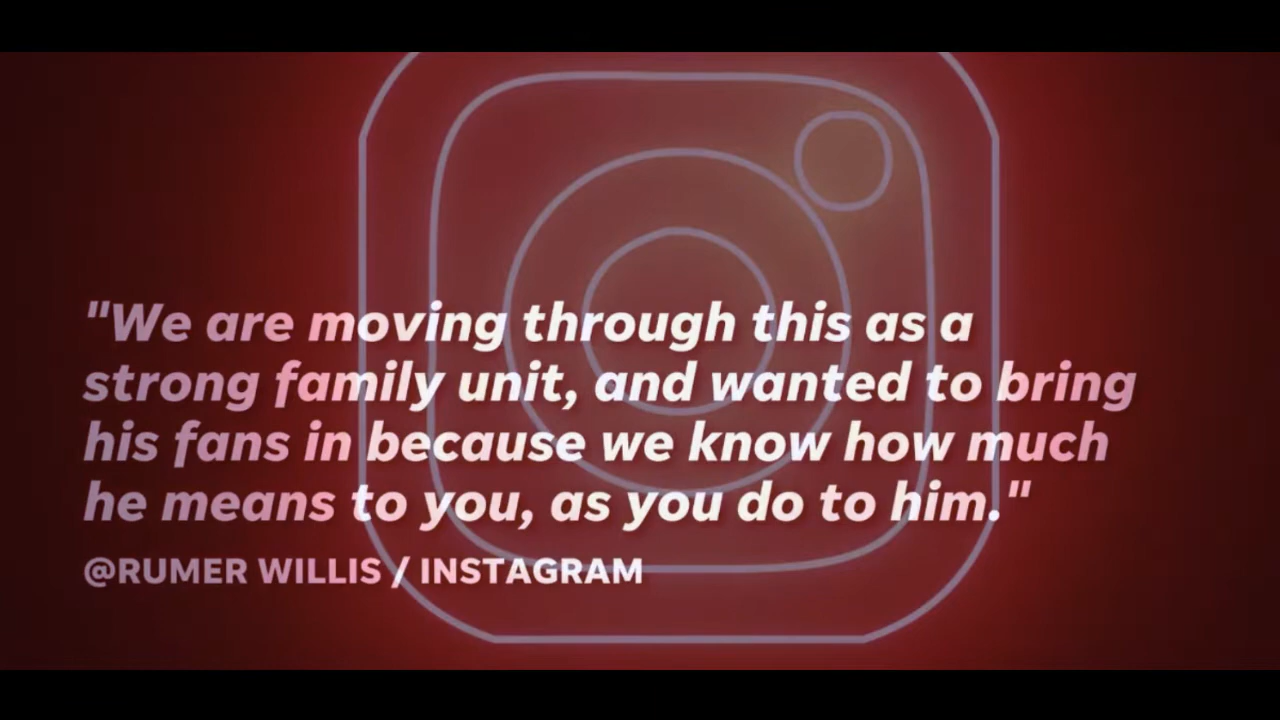 "We are moving through this as a
strong family unit, and wanted to bring
his fans in because we know how much
he means to you, as you do to him."
@RUMER WILLIS / INSTAGRAM